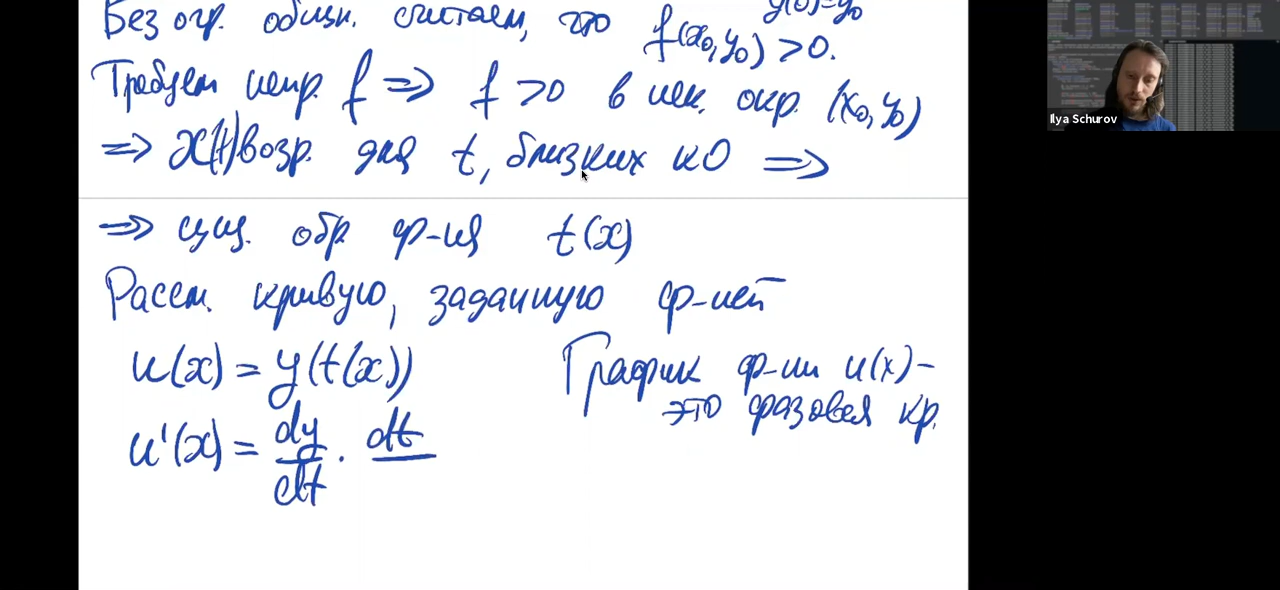 Без огр. общн. считаем, что y(0)=y₀
f(x₀,y₀)>0.
Требуем непр. f ⇒ f>0 в нек. окр. (x₀,y₀)
⇒ x(t) возр. для t, близких к 0 ⇒
⇒ сущ. обр ф-ия t(x)
Рассм. кривую, заданную ф-ией
u(x) = y(t(x))
График ф-ии u(x) –
это фазовая кр.
u'(x) = dy/dt · dt/
Ilya Schurov